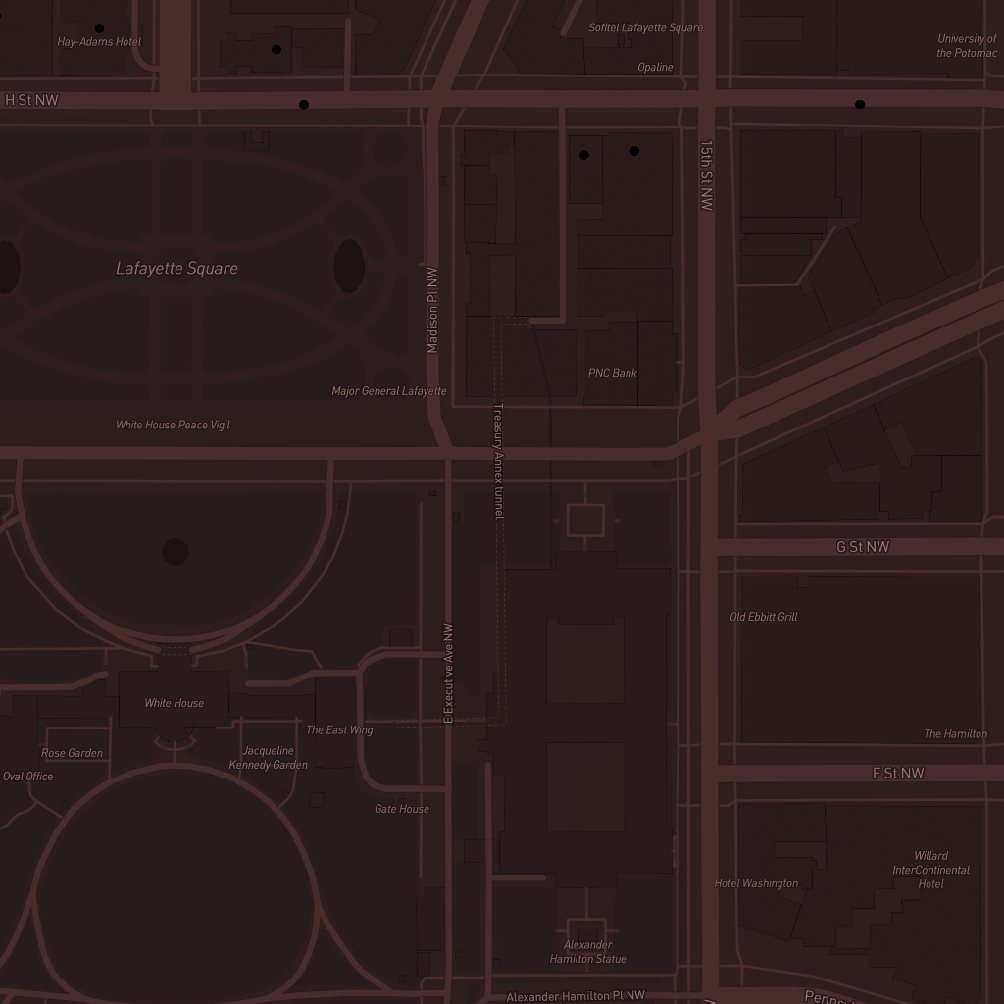 Sofitel Lafayette Square
Hay-Adams Hotel
University of
the Potomac
Opaline
H St NW
15th St NW
Lafayette Square
Madison Pl NW
PNC Bank
Major General Lafayette
White House Peace Vigil
Treasury Annex tunnel
G St NW
Old Ebbitt Grill
E Executive Ave NW
White House
The East Wing
The Hamilton
Rose Garden
Jacqueline
Kennedy Garden
Oval Office
F St NW
Gate House
Willard
InterContinental
Hotel
Hotel Washington
Alexander
Hamilton Statue
Alexander Hamilton Pl NW